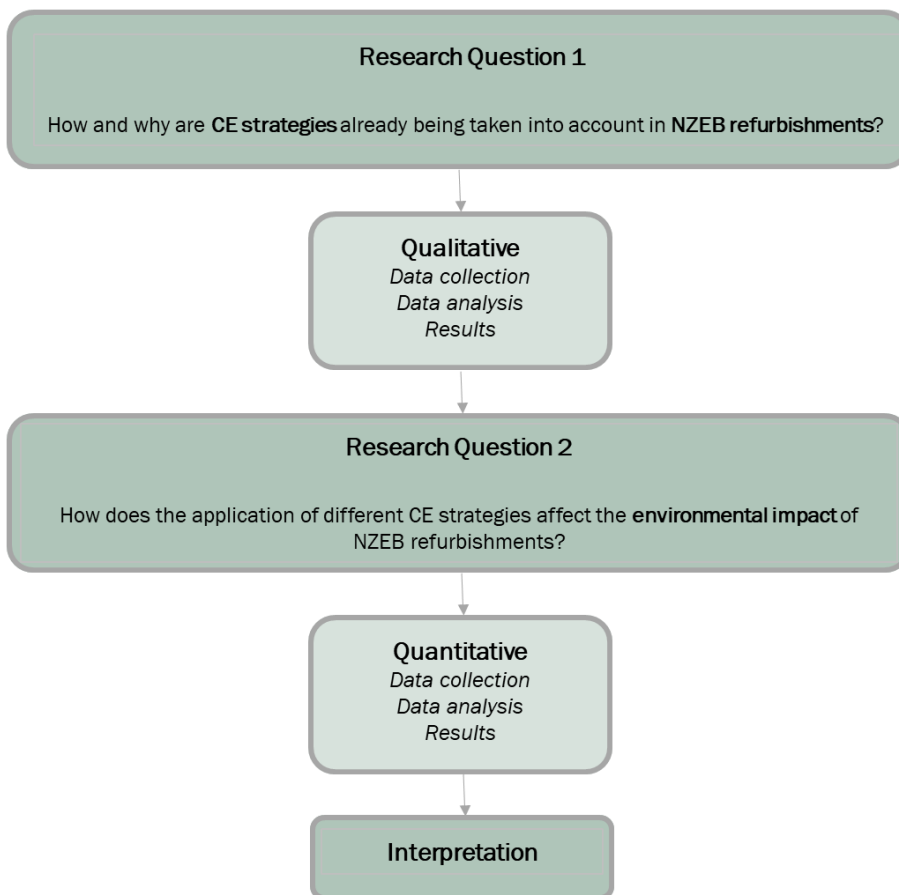 Research Question 1
How and why are CE strategies already being taken into account in NZEB refurbishments?
Qualitative
Data collection
Data analysis
Results
Research Question 2
How does the application of different CE strategies affect the environmental impact of
NZEB refurbishments?
Quantitative
Data collection
Data analysis
Results
Interpretation